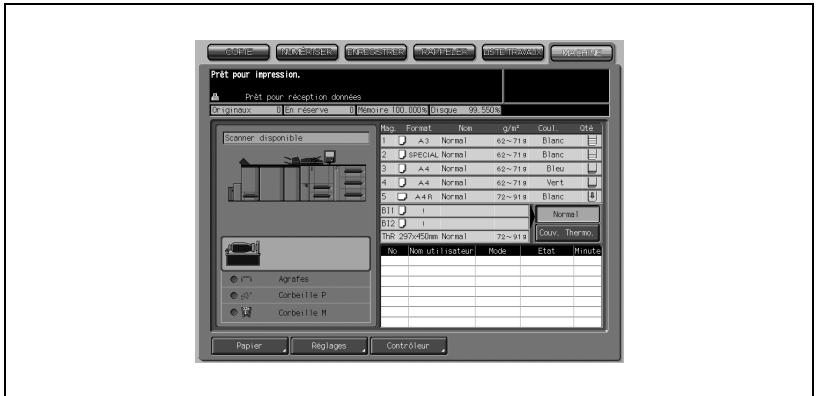 COPIE NUMÉRISER ENREGISTRER RAPPELER LISTE TRAVAUX MACHINE
Prêt pour impression.
Prêt pour réception données
Originaux 0 En réserve 0 Mémoire 100.000% Disque 99.550%
Scanner disponible
Mag. Format Nom g/m² Coul. Qté
1 A3 Normal 62~71g Blanc
2 SPECIAL Normal 62~71g Blanc
3 A4 Normal 62~71g Bleu
4 A4 Normal 62~71g Vert
5 A4R Normal 72~91g Blanc
BI1
BI2
Normal
ThR 297x450mm Normal 72~91g
Couv. Thermo.
No Nom utilisateur Mode Etat Minute
Agrafes
Corbeille P
Corbeille M
Papier Réglages Contrôleur